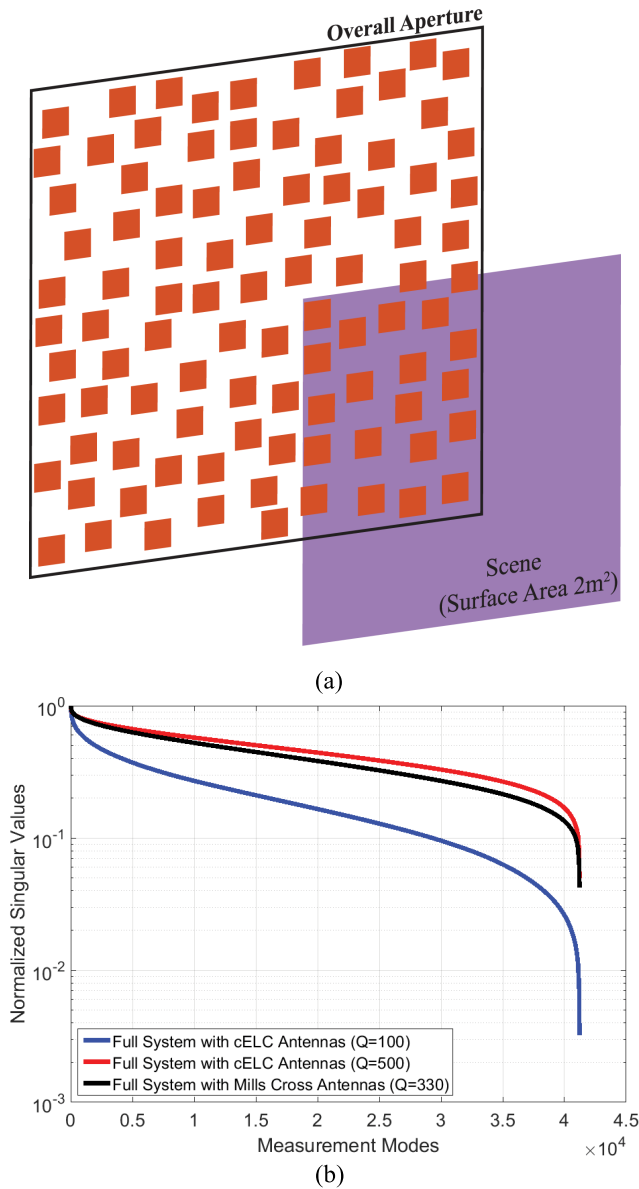 Overall Aperture
Scene
(Surface Area 2m²)
(a)
10⁰
10⁻¹
10⁻²
10⁻³
Normalized Singular Values
Full System with cELC Antennas (Q=100)
Full System with cELC Antennas (Q=500)
Full System with Mills Cross Antennas (Q=330)
0 0.5 1 1.5 2 2.5 3 3.5 4 4.5
Measurement Modes
×10⁴
(b)